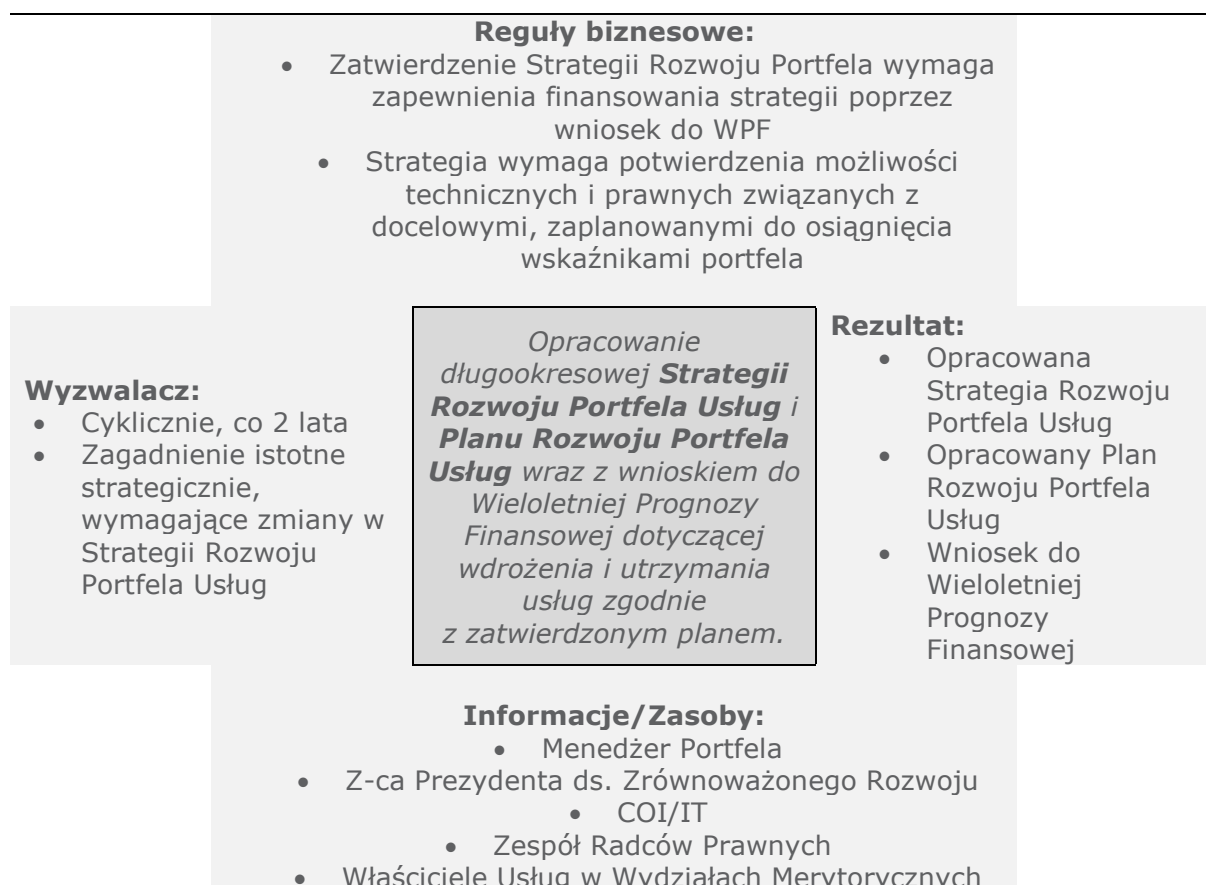 Reguły biznesowe:
• Zatwierdzenie Strategii Rozwoju Portfela wymaga
zapewnienia finansowania strategii poprzez
wniosek do WPF
• Strategia wymaga potwierdzenia możliwości
technicznych i prawnych związanych z
docelowymi, zaplanowanymi do osiągnięcia
wskaźnikami portfela
Wyzwalacz:
• Cyklicznie, co 2 lata
• Zagadnienie istotne
strategicznie,
wymagające zmiany w
Strategii Rozwoju
Portfela Usług
Opracowanie
długookresowej Strategii
Rozwoju Portfela Usług i
Planu Rozwoju Portfela
Usług wraz z wnioskiem do
Wieloletniej Prognozy
Finansowej dotyczącej
wdrożenia i utrzymania
usług zgodnie
z zatwierdzonym planem.
Rezultat:
• Opracowana
Strategia Rozwoju
Portfela Usług
• Opracowany Plan
Rozwoju Portfela
Usług
• Wniosek do
Wieloletniej
Prognozy
Finansowej
Informacje/Zasoby:
• Menedżer Portfela
• Z-ca Prezydenta ds. Zrównoważonego Rozwoju
• COI/IT
• Zespół Radców Prawnych
• Właściciele Usług w Wydziałach Merytorycznych